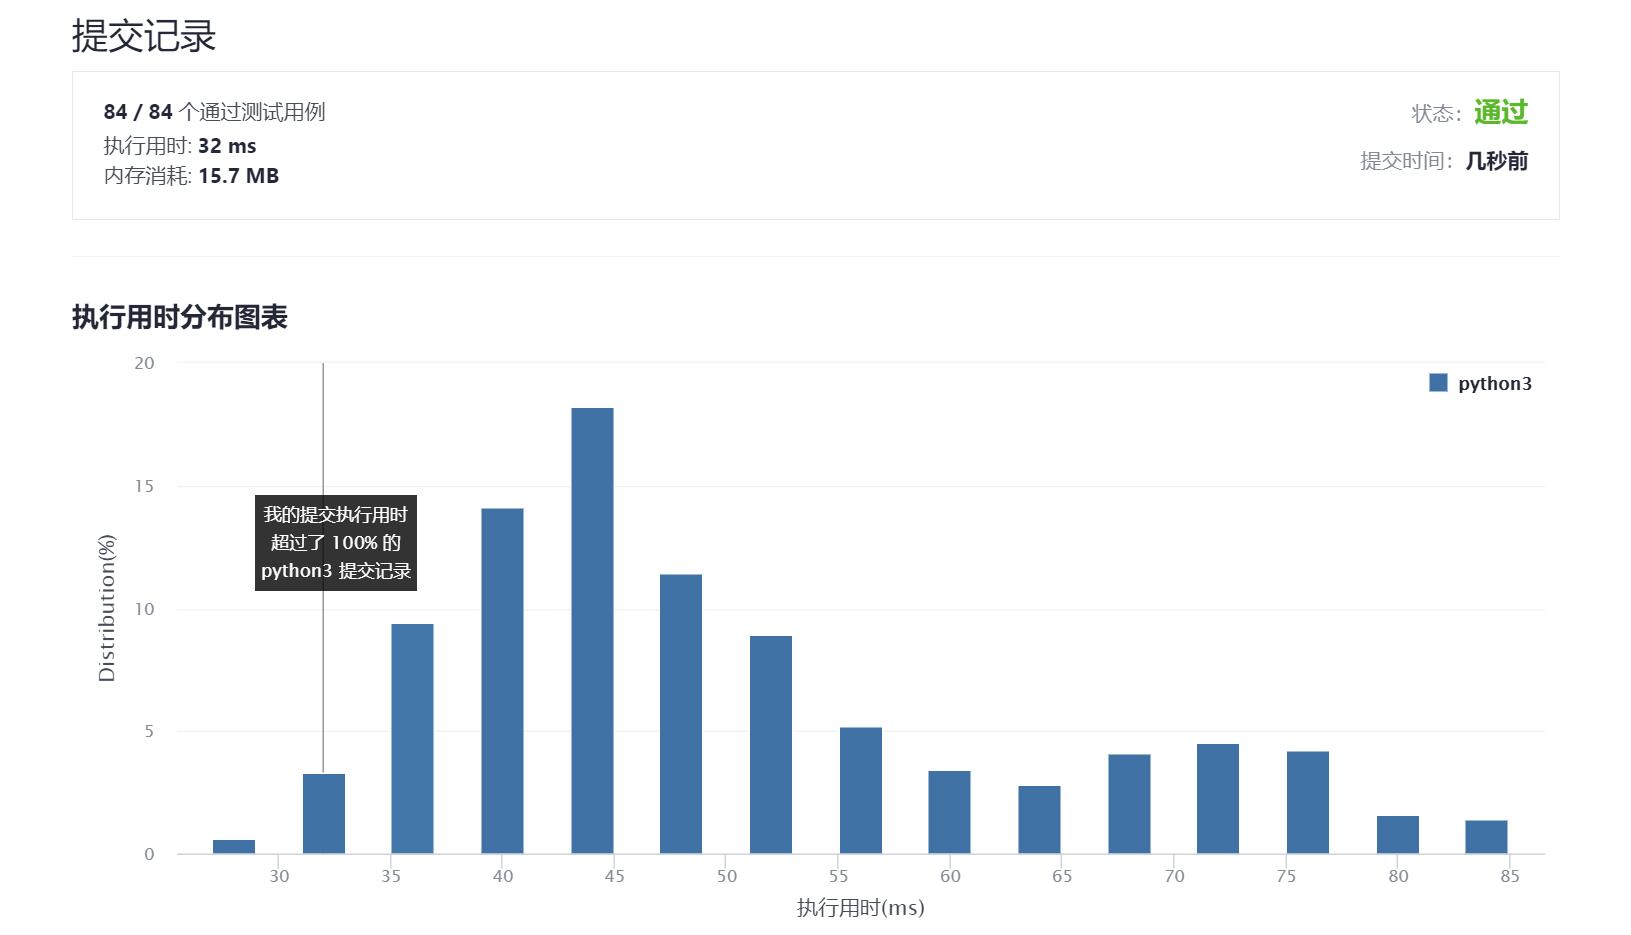 提交记录
84 / 84 个通过测试用例
状态：通过
执行用时: 32 ms
内存消耗: 15.7 MB
提交时间：几秒前
执行用时分布图表
20
python3
15
我的提交执行用时
超过了 100% 的
python3 提交记录
Distribution(%)
10
5
0
30 35 40 45 50 55 60 65 70 75 80 85
执行用时(ms)